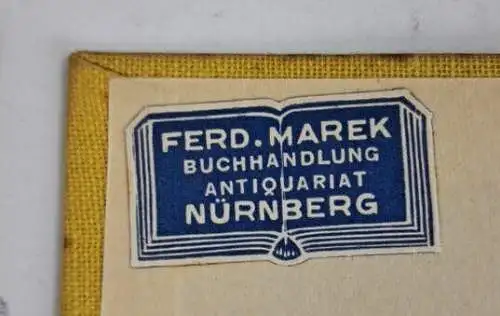 FERD. MAREK
BUCHHANDLUNG
ANTIQUARIAT
NÜRNBERG